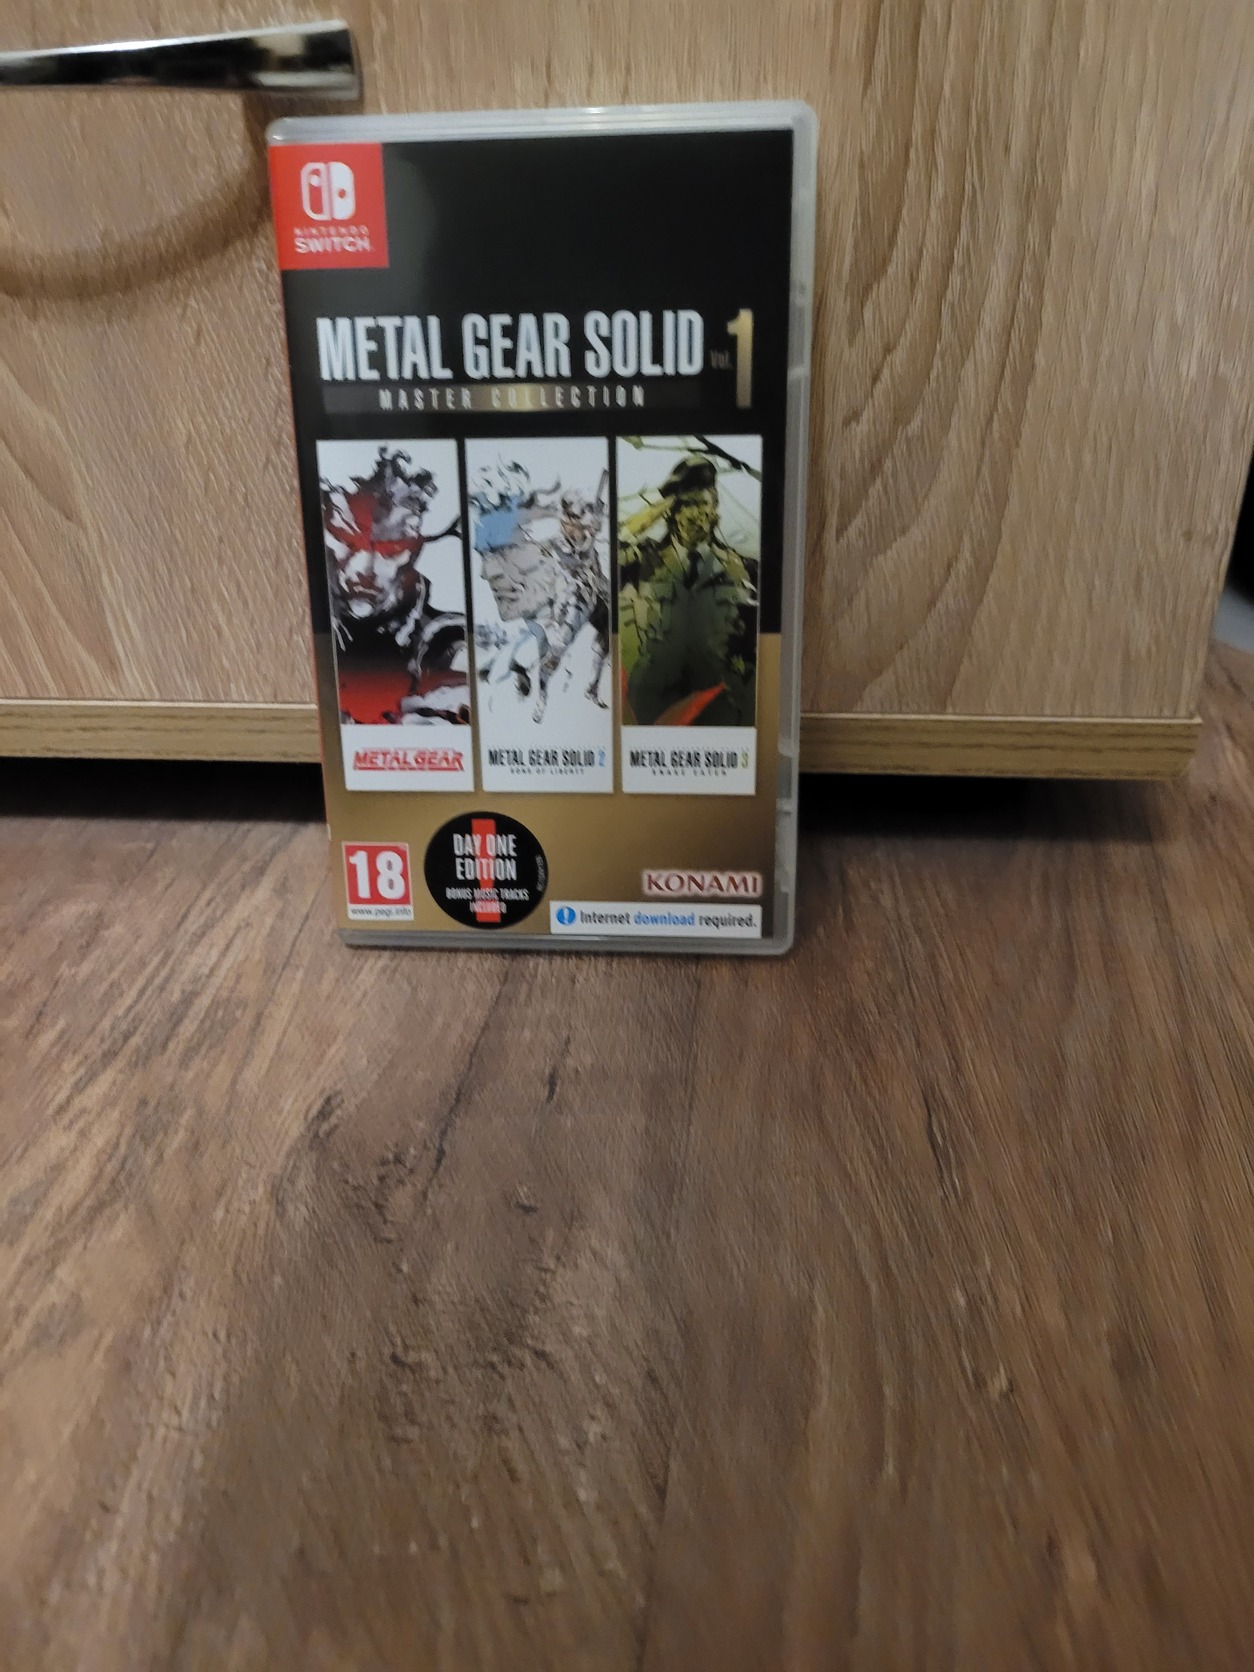 NINTENDO
SWITCH
METAL GEAR SOLID Vol. 1
MASTER COLLECTION
METAL GEAR
METAL GEAR SOLID 2
SONS OF LIBERTY
METAL GEAR SOLID 3
SNAKE EATER
18
www.pegi.info
DAY ONE
EDITION
BONUS MUSIC TRACKS
INCLUDED
KONAMI
! Internet download required.